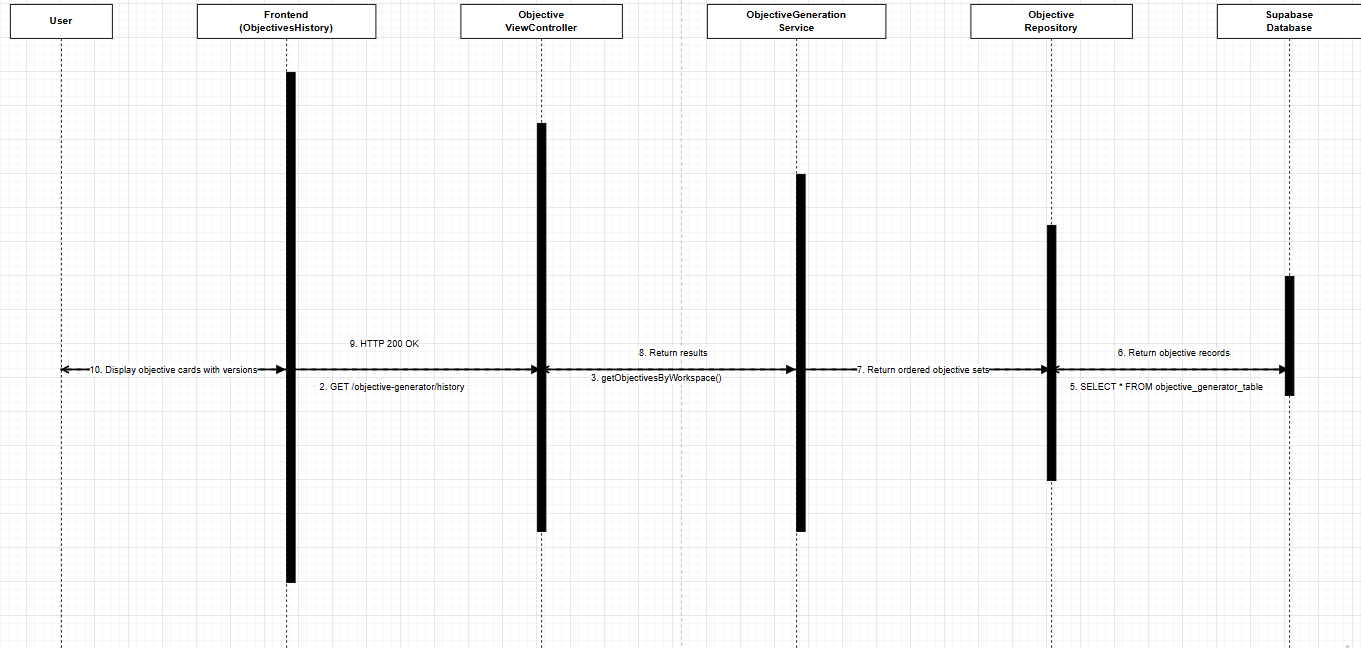 User
Frontend
(ObjectivesHistory)
Objective
ViewController
ObjectiveGeneration
Service
Objective
Repository
Supabase
Database
9. HTTP 200 OK
8. Return results
6. Return objective records
10. Display objective cards with versions
7. Return ordered objective sets
3. getObjectivesByWorkspace()
2. GET /objective-generator/history
5. SELECT * FROM objective_generator_table